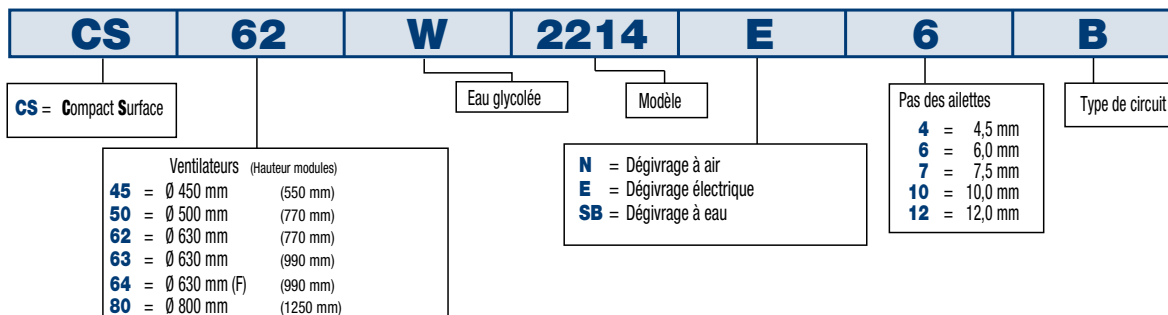 CS 62 W 2214 E 6 B
CS = Compact Surface
Eau glycolée
Modèle
Pas des ailettes
4 = 4,5 mm
6 = 6,0 mm
7 = 7,5 mm
10 = 10,0 mm
12 = 12,0 mm
Type de circuit
Ventilateurs (Hauteur modules)
45 = Ø 450 mm (550 mm)
50 = Ø 500 mm (770 mm)
62 = Ø 630 mm (770 mm)
63 = Ø 630 mm (990 mm)
64 = Ø 630 mm (F) (990 mm)
80 = Ø 800 mm (1250 mm)
N = Dégivrage à air
E = Dégivrage électrique
SB = Dégivrage à eau